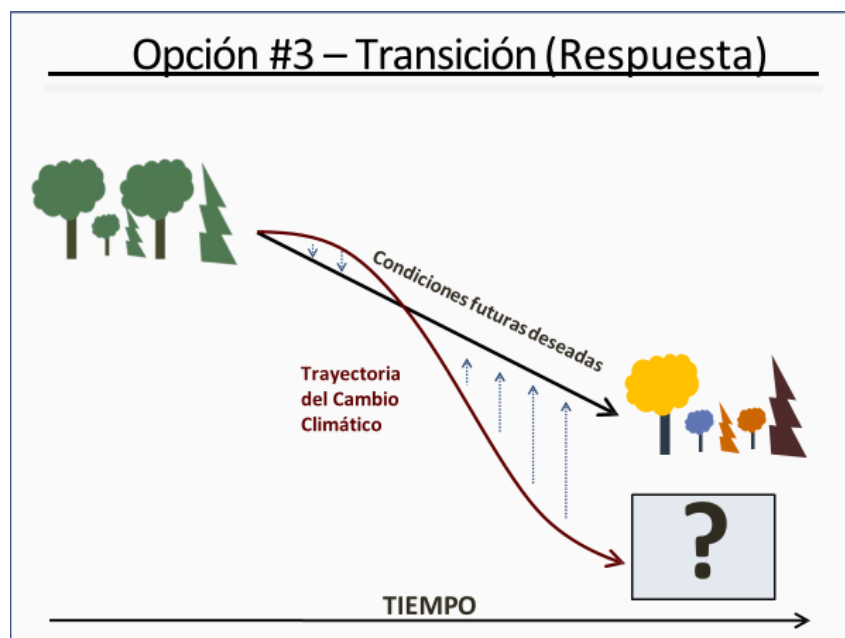 Opción #3 – Transición (Respuesta)
Condiciones futuras deseadas
Trayectoria
del Cambio
Climático
?
TIEMPO